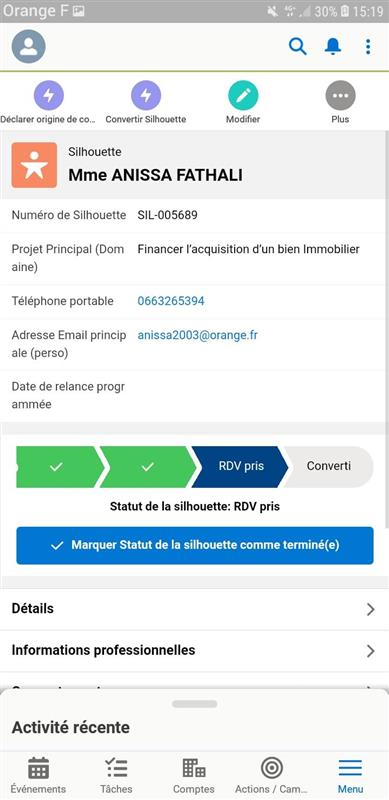 Orange F 4G+ 30% 15:19
Déclarer origine de co... Convertir Silhouette Modifier Plus
Silhouette
Mme ANISSA FATHALI
Numéro de Silhouette SIL-005689
Projet Principal (Dom Financer l'acquisition d'un bien Immobilier
aine)
Téléphone portable 0663265394
Adresse Email princip anissa2003@orange.fr
ale (perso)
Date de relance progr
ammée
RDV pris Converti
Statut de la silhouette: RDV pris
Marquer Statut de la silhouette comme terminé(e)
Détails
Informations professionnelles
Activité récente
Événements Tâches Comptes Actions / Cam... Menu